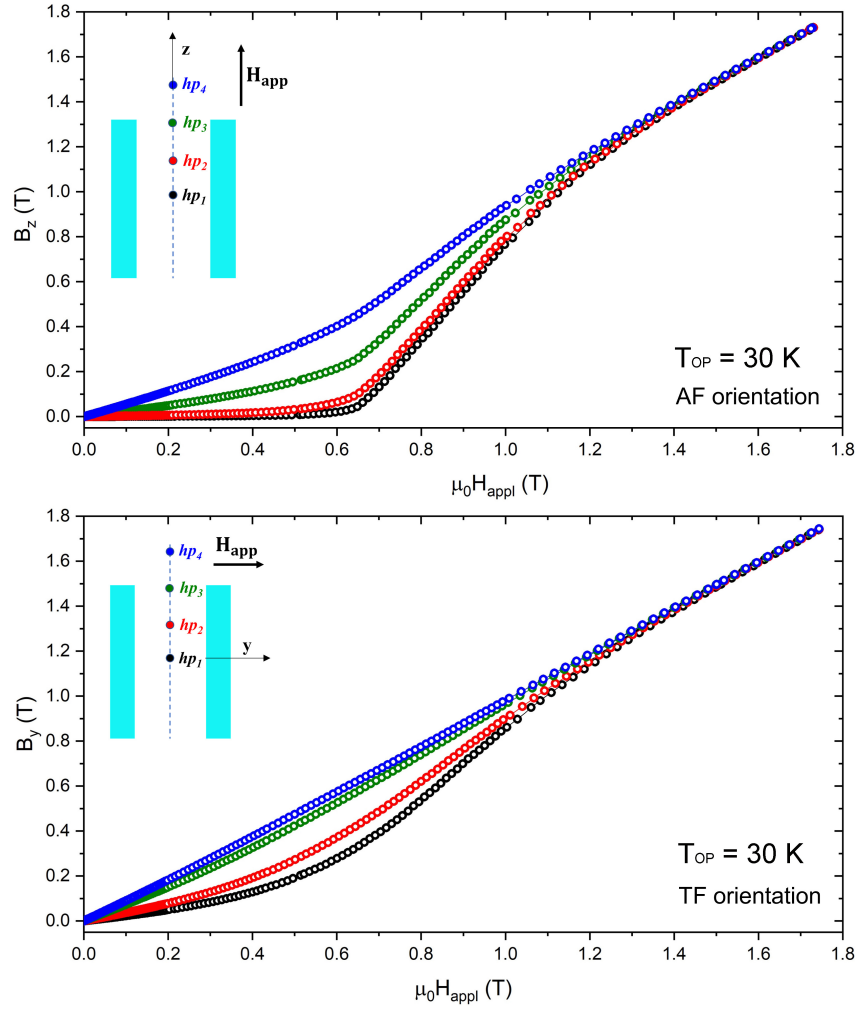 1.8
1.6
1.4
1.2
1.0
0.8
0.6
0.4
0.2
0.0
B_z (T)
z
H_app
hp_4
hp_3
hp_2
hp_1
T_OP = 30 K
AF orientation
0.0 0.2 0.4 0.6 0.8 1.0 1.2 1.4 1.6 1.8
μ_0H_appl (T)
1.8
1.6
1.4
1.2
1.0
0.8
0.6
0.4
0.2
0.0
B_y (T)
hp_4
H_app
hp_3
hp_2
hp_1
y
T_OP = 30 K
TF orientation
0.0 0.2 0.4 0.6 0.8 1.0 1.2 1.4 1.6 1.8
μ_0H_appl (T)